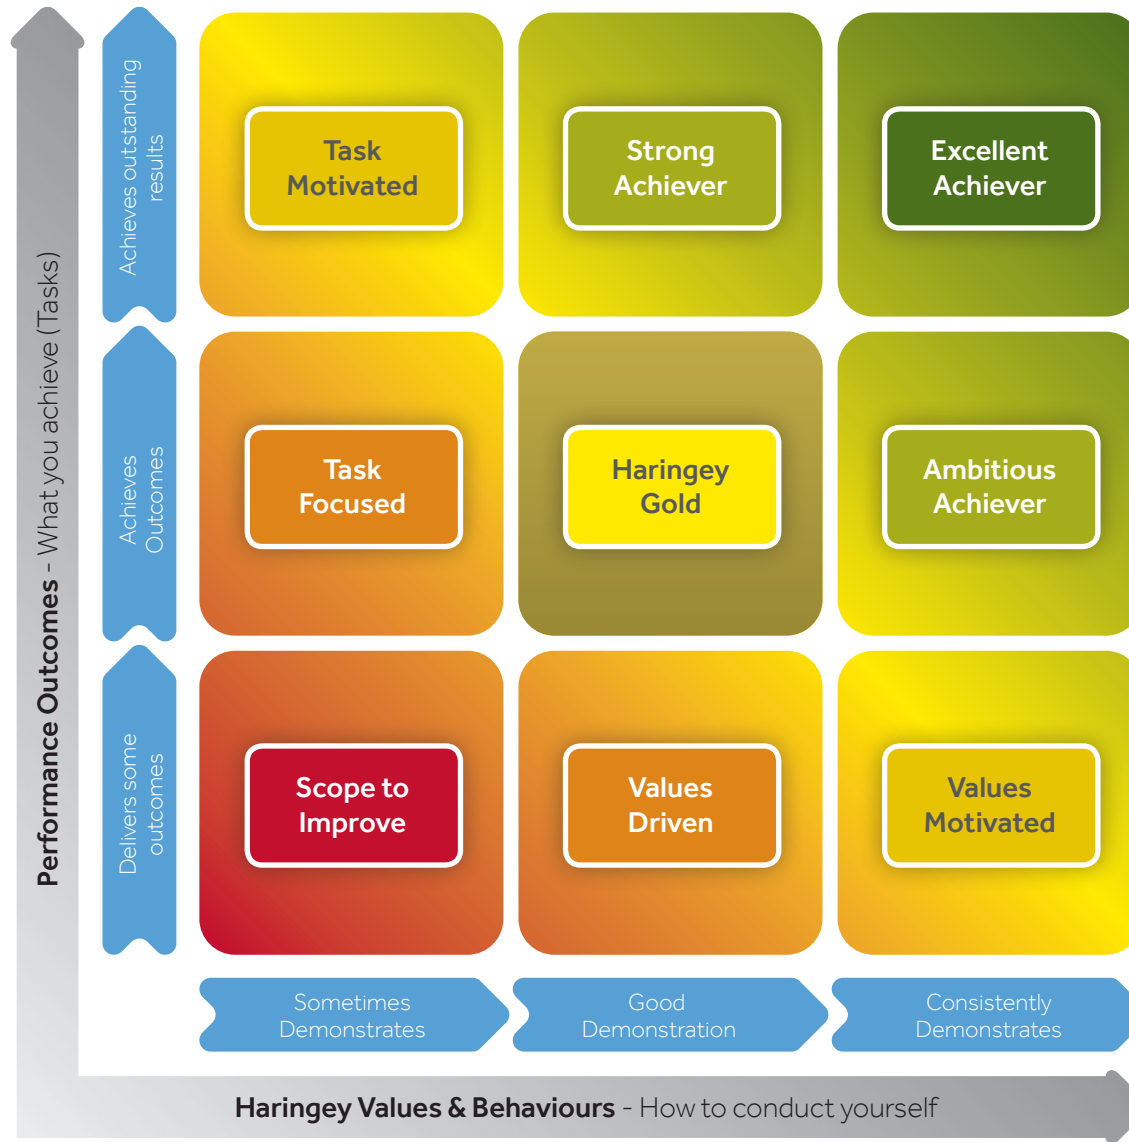 Performance Outcomes - What you achieve (Tasks)
Achieves outstanding
results
Task
Motivated
Strong
Achiever
Excellent
Achiever
Achieves
Outcomes
Task
Focused
Haringey
Gold
Ambitious
Achiever
Delivers some
outcomes
Scope to
Improve
Values
Driven
Values
Motivated
Sometimes
Demonstrates
Good
Demonstration
Consistently
Demonstrates
Haringey Values & Behaviours - How to conduct yourself